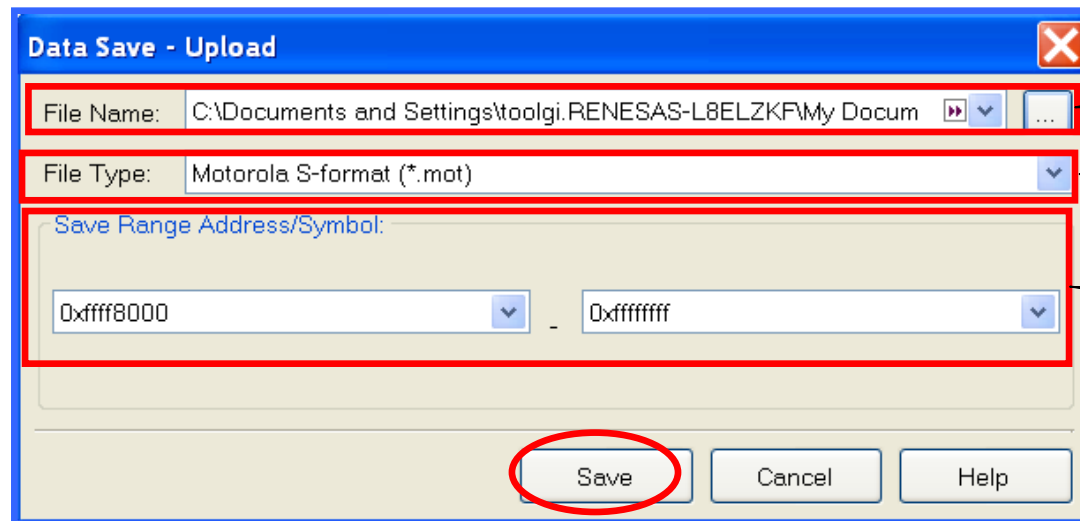 Data Save - Upload
File Name: C:\Documents and Settings\toolgi.RENESAS-L8ELZKF\My Docum ...
File Type: Motorola S-format (*.mot)
Save Range Address/Symbol:
0xffff8000 - 0xffffffff
Save Cancel Help